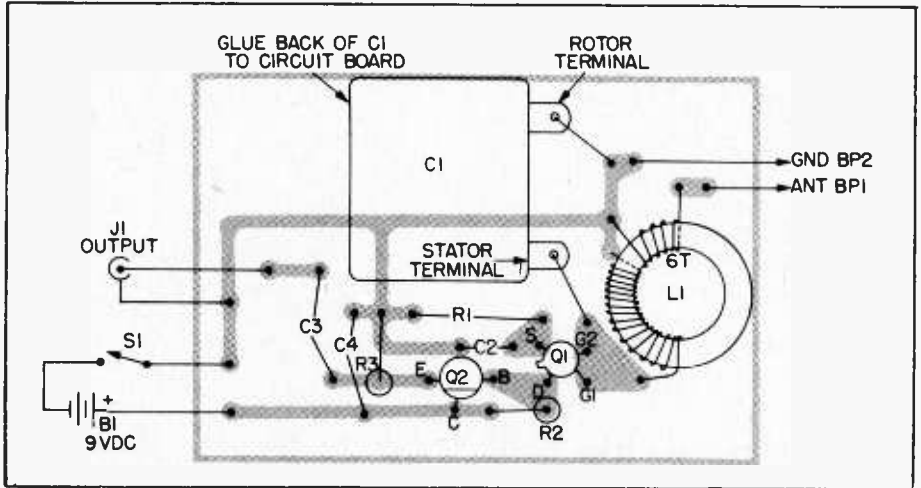 GLUE BACK OF C1
TO CIRCUIT BOARD
ROTOR
TERMINAL
C1
GND BP2
ANT BP1
J1
OUTPUT
STATOR
TERMINAL
6T
L1
S1
C3
C4
R1
R3
C2
S
G2
Q1
E
Q2
B
D
G1
C
R2
+
B1
9VDC